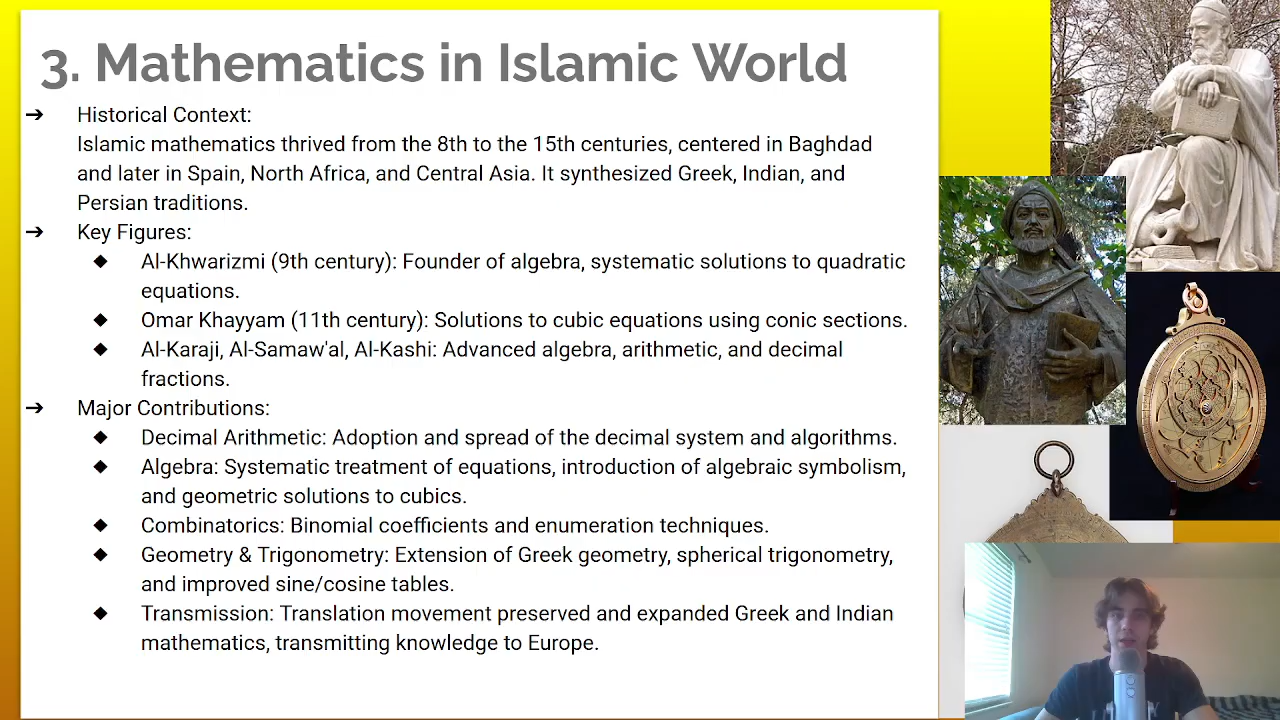 3. Mathematics in Islamic World
➔ Historical Context:
Islamic mathematics thrived from the 8th to the 15th centuries, centered in Baghdad
and later in Spain, North Africa, and Central Asia. It synthesized Greek, Indian, and
Persian traditions.
➔ Key Figures:
◆ Al-Khwarizmi (9th century): Founder of algebra, systematic solutions to quadratic
equations.
◆ Omar Khayyam (11th century): Solutions to cubic equations using conic sections.
◆ Al-Karaji, Al-Samaw'al, Al-Kashi: Advanced algebra, arithmetic, and decimal
fractions.
➔ Major Contributions:
◆ Decimal Arithmetic: Adoption and spread of the decimal system and algorithms.
◆ Algebra: Systematic treatment of equations, introduction of algebraic symbolism,
and geometric solutions to cubics.
◆ Combinatorics: Binomial coefficients and enumeration techniques.
◆ Geometry & Trigonometry: Extension of Greek geometry, spherical trigonometry,
and improved sine/cosine tables.
◆ Transmission: Translation movement preserved and expanded Greek and Indian
mathematics, transmitting knowledge to Europe.